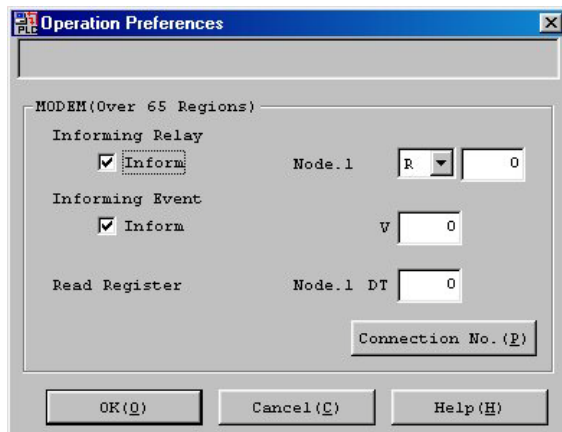 PLC Operation Preferences
MODEM(Over 65 Regions)
Informing Relay
Inform Node.1 R 0
Informing Event
Inform V 0
Read Register Node.1 DT 0
Connection No.(P)
OK(O) Cancel(C) Help(H)